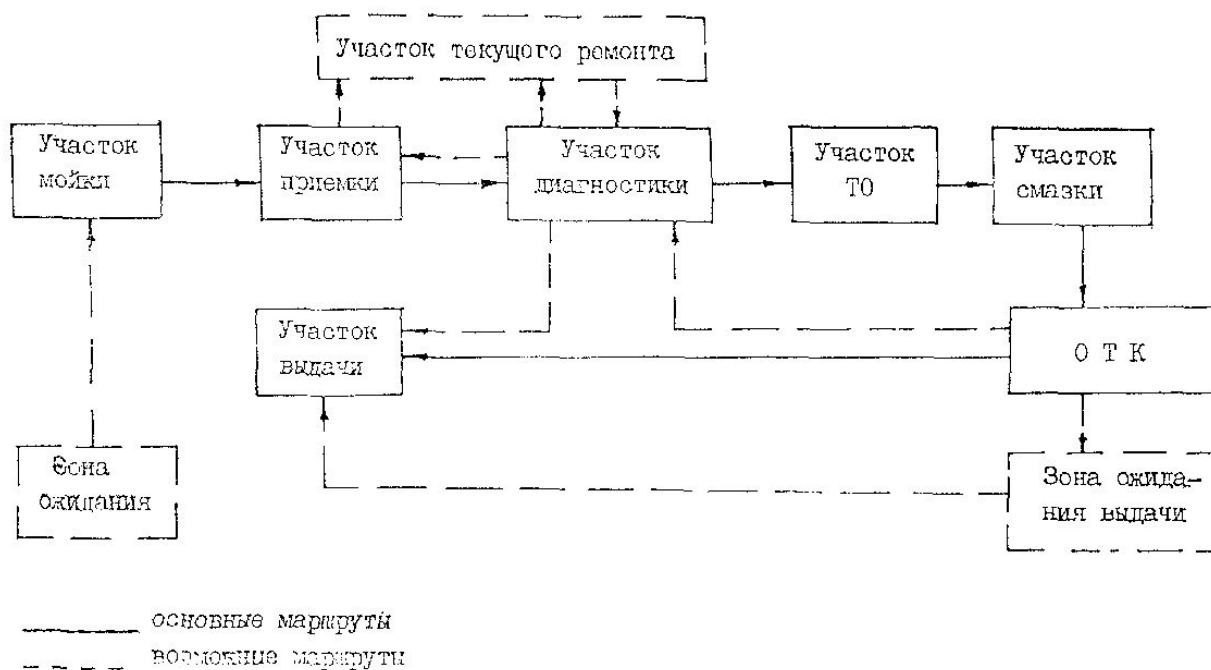 Участок текущого ремонта
Участок
мойки
Участок
приемки
Участок
диагностики
Участок
ТО
Участок
смазки
Участок
выдачи
О Т К
Зона
ожидания
Зона ожида-
ния выдачи
основные маршруты
возможные маршруты